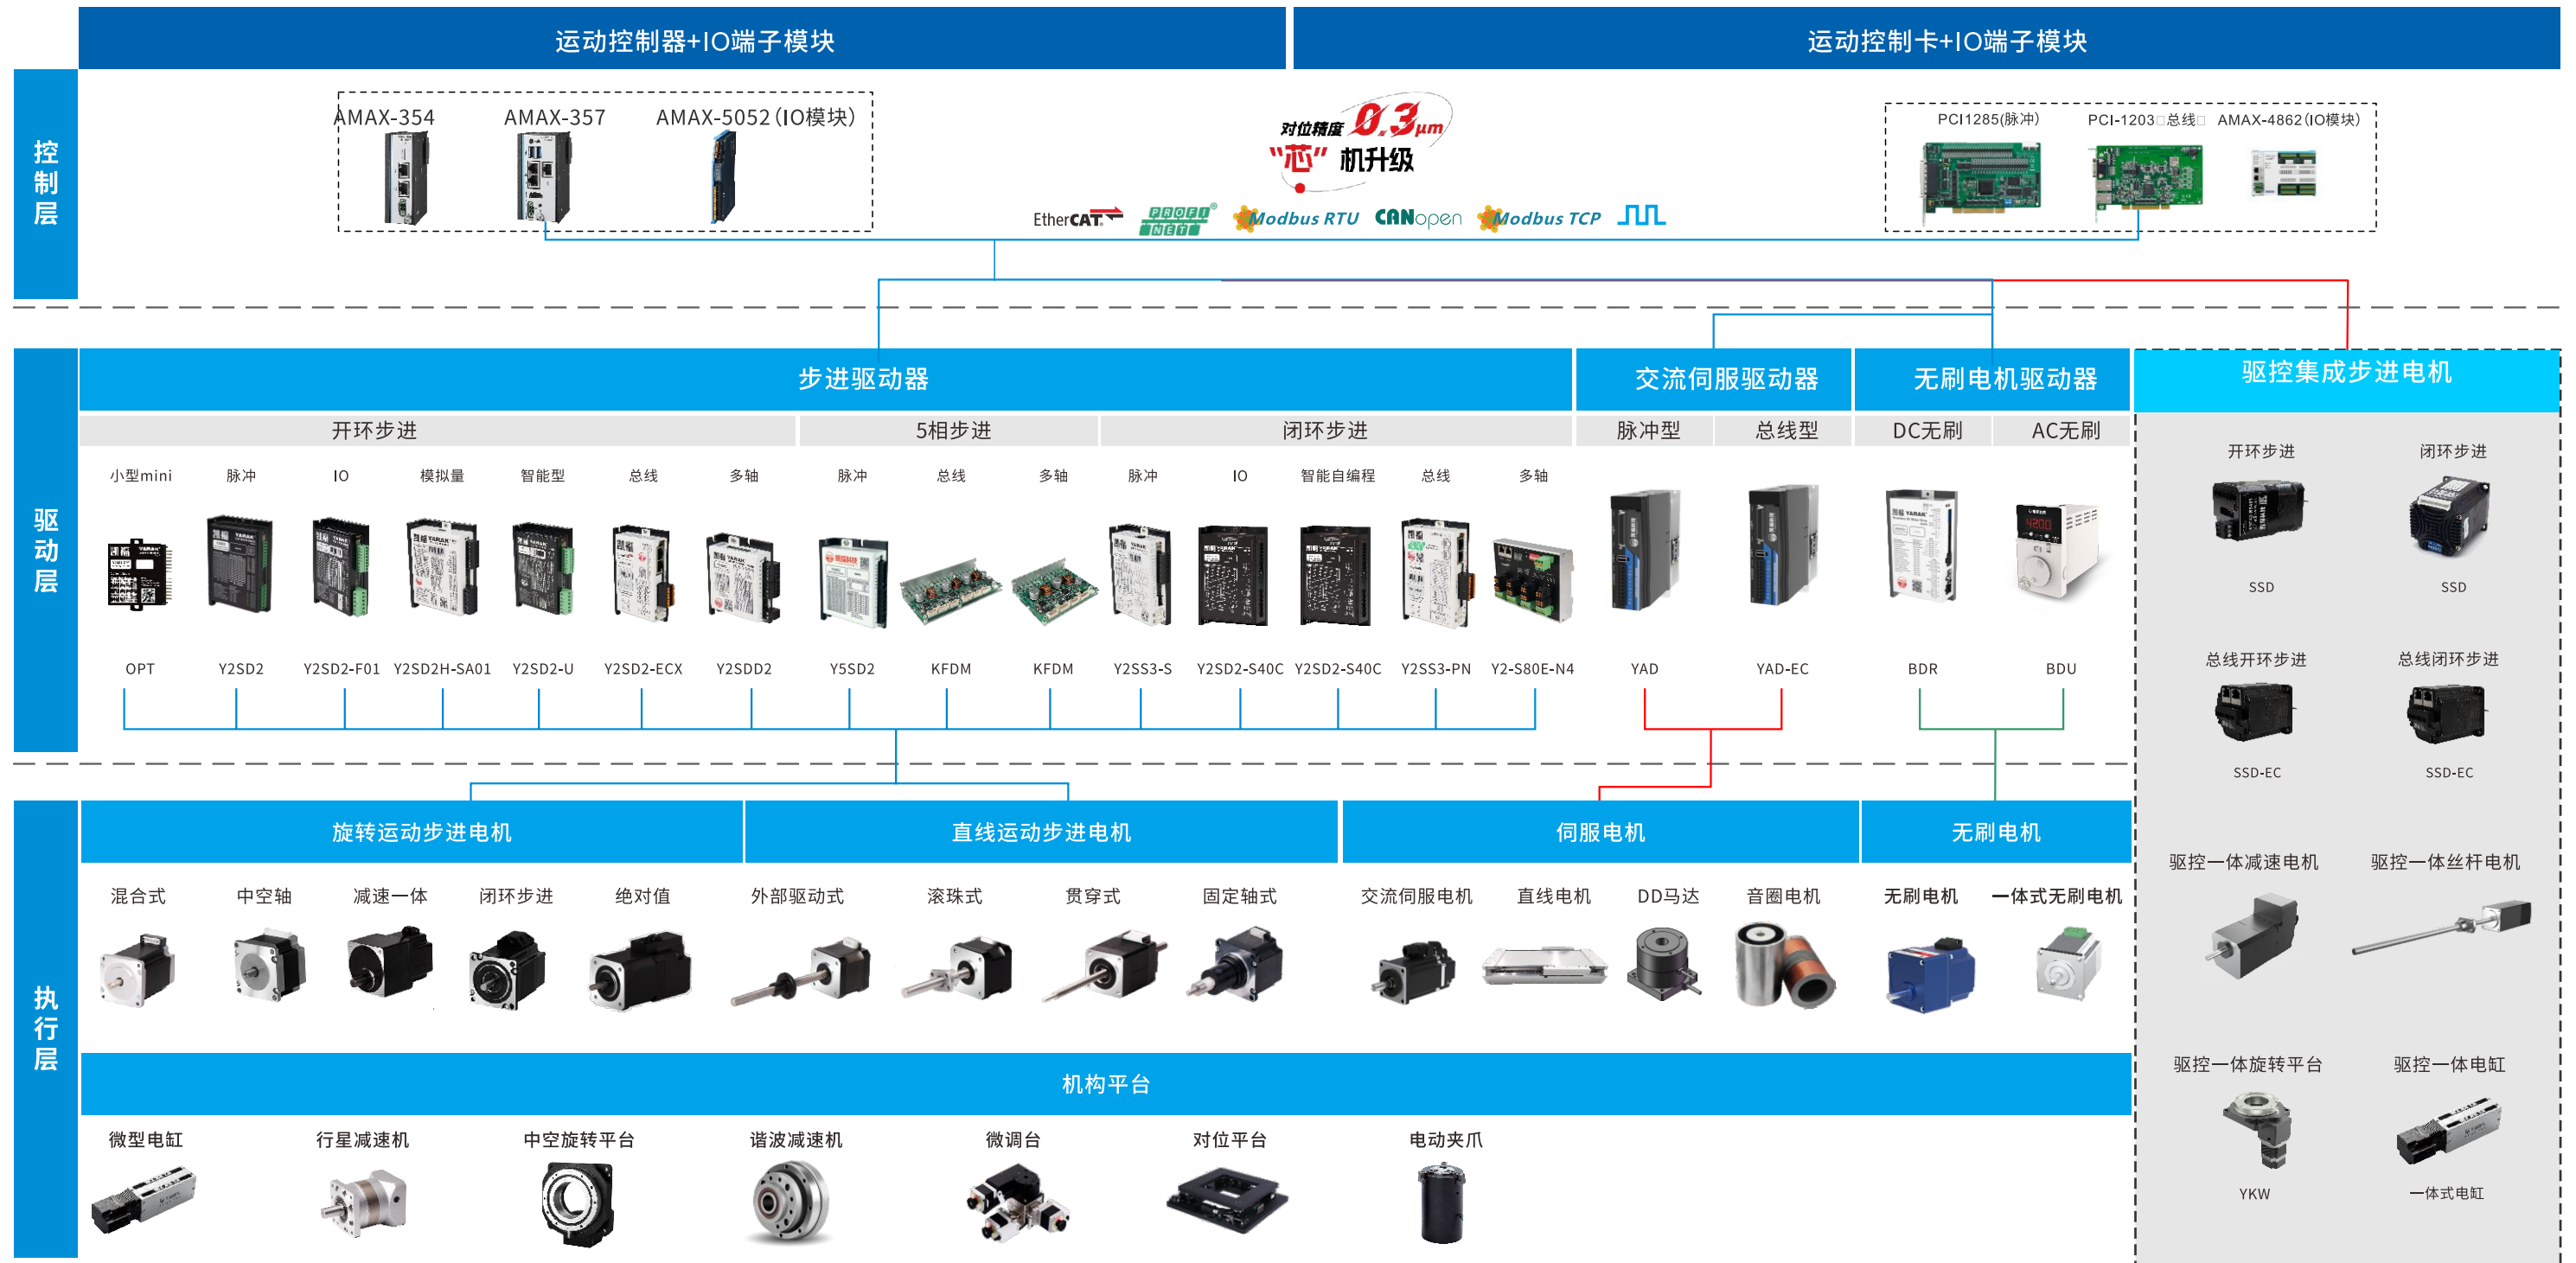 运动控制器+IO端子模块
运动控制卡+IO端子模块
控制层
AMAX-354
AMAX-357
AMAX-5052（IO模块）
对位精度 0.3μm
“芯” 机升级
PCI1285(脉冲)
PCI-1203□总线□
AMAX-4862(IO模块)
EtherCAT
PROFI NET
Modbus RTU
CANopen
Modbus TCP
驱动层
步进驱动器
交流伺服驱动器
无刷电机驱动器
驱控集成步进电机
开环步进
5相步进
闭环步进
脉冲型
总线型
DC无刷
AC无刷
小型mini
脉冲
IO
模拟量
智能型
总线
多轴
脉冲
总线
多轴
脉冲
IO
智能自编程
总线
多轴
OPT
Y2SD2
Y2SD2-F01
Y2SD2H-SA01
Y2SD2-U
Y2SD2-ECX
Y2SDD2
Y5SD2
KFDM
KFDM
Y2SS3-S
Y2SD2-S40C
Y2SD2-S40C
Y2SS3-PN
Y2-S80E-N4
YAD
YAD-EC
BDR
BDU
开环步进
闭环步进
SSD
SSD
总线开环步进
总线闭环步进
SSD-EC
SSD-EC
驱控一体减速电机
驱控一体丝杆电机
驱控一体旋转平台
驱控一体电缸
YKW
一体式电缸
执行层
旋转运动步进电机
直线运动步进电机
伺服电机
无刷电机
混合式
中空轴
减速一体
闭环步进
绝对值
外部驱动式
滚珠式
贯穿式
固定轴式
交流伺服电机
直线电机
DD马达
音圈电机
无刷电机
一体式无刷电机
机构平台
微型电缸
行星减速机
中空旋转平台
谐波减速机
微调台
对位平台
电动夹爪